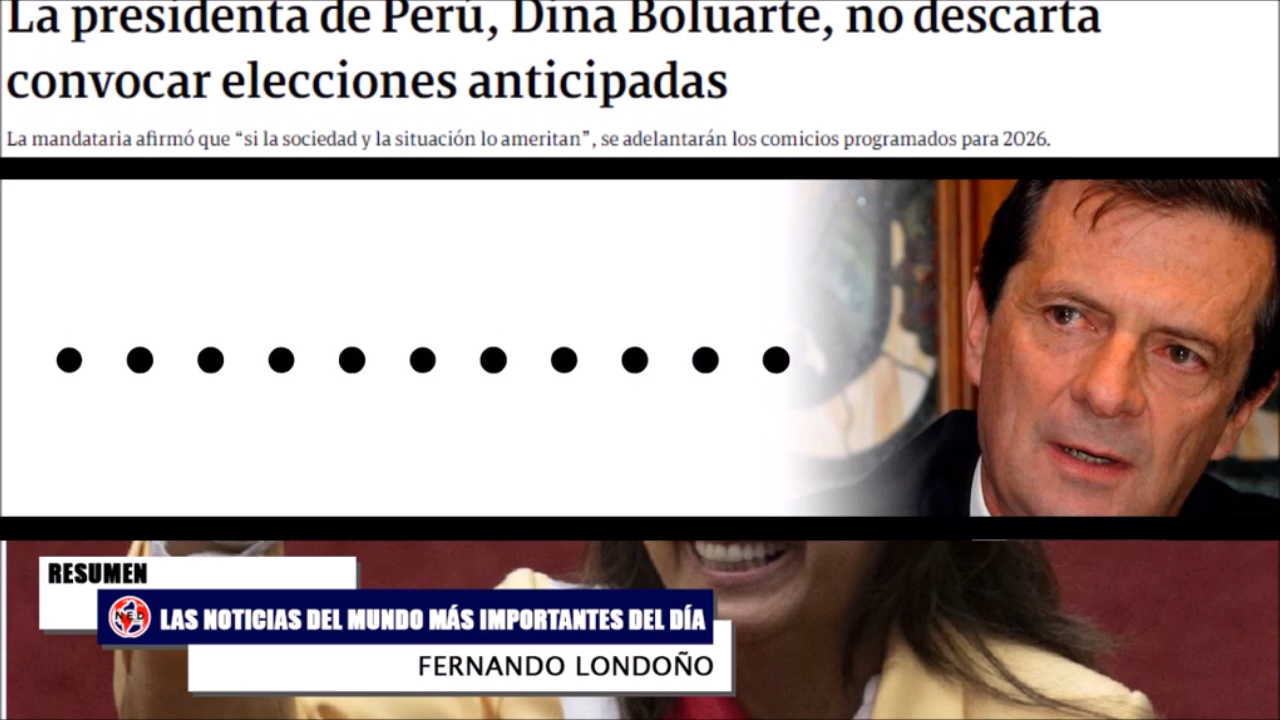 La presidenta de Perú, Dina Boluarte, no descarta
convocar elecciones anticipadas
La mandataria afirmó que “si la sociedad y la situación lo ameritan”, se adelantarán los comicios programados para 2026.
RESUMEN
LAS NOTICIAS DEL MUNDO MÁS IMPORTANTES DEL DÍA
FERNANDO LONDOÑO